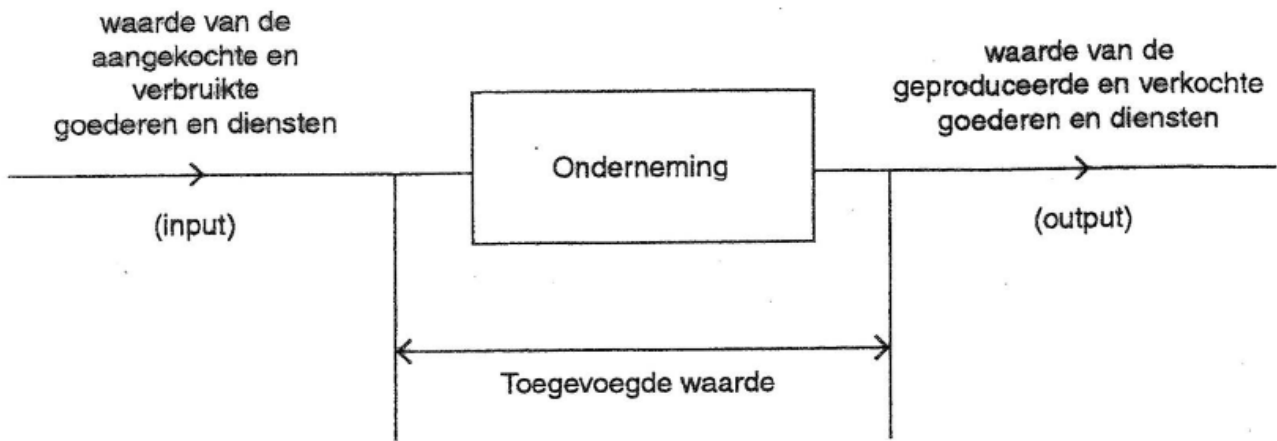 waarde van de
aangekochte en
verbruikte
goederen en diensten
(input)
Onderneming
waarde van de
geproduceerde en verkochte
goederen en diensten
(output)
Toegevoegde waarde